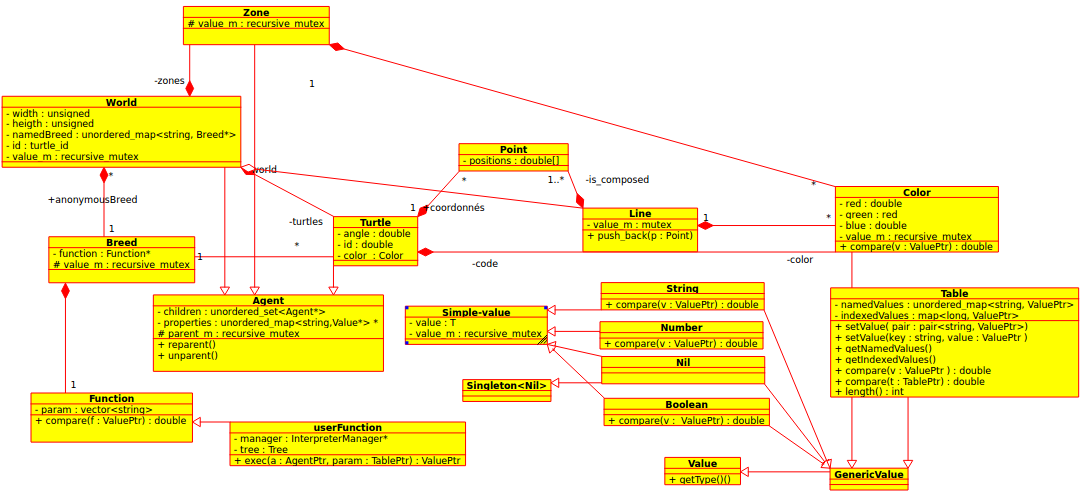 Zone
# value_m : recursive_mutex
1
-zones
World
- width : unsigned
- heigth : unsigned
- namedBreed : unordered_map<string, Breed*>
- id : turtle_id
- value_m : recursive_mutex
Point
- positions : double[]
*
world
*
1..*
-is_composed
*
+anonymousBreed
Color
- red : double
- green : red
- blue : double
- value_m : recursive_mutex
+ compare(v : ValuePtr) : double
1
+coordonnés
Line
- value_m : mutex
+ push_back(p : Point)
1
*
-turtles
*
Turtle
- angle : double
- id : double
- color : Color
1
Breed
- function : Function*
# value_m : recursive_mutex
1
-code
-color
Agent
- children : unordered_set<Agent*>
- properties : unordered_map<string,Value*> *
# parent_m : recursive_mutex
+ reparent()
+ unparent()
Simple-value
- value : T
- value_m : recursive_mutex
String
+ compare(v : ValuePtr) : double
Number
+ compare(v : ValuePtr) : double
Nil
Singleton<Nil>
Boolean
+ compare(v : ValuePtr) : double
Table
- namedValues : unordered_map<string, ValuePtr>
- indexedValues : map<long, ValuePtr>
+ setValue( pair : pair<string, ValuePtr>)
+ setValue(key : string, value : ValuePtr )
+ getNamedValues()
+ getIndexedValues()
+ compare(v : ValuePtr ) : double
+ compare(t : TablePtr) : double
+ length() : int
1
Function
- param : vector<string>
+ compare(f : ValuePtr) : double
userFunction
- manager : InterpreterManager*
- tree : Tree
+ exec(a : AgentPtr, param : TablePtr) : ValuePtr
Value
+ getType()()
GenericValue